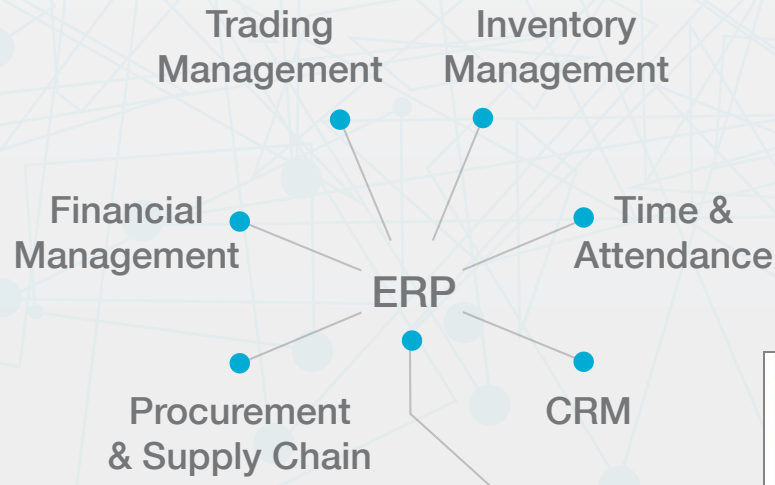 Trading
Management
Inventory
Management
Financial
Management
Time &
Attendance
ERP
Procurement
& Supply Chain
CRM